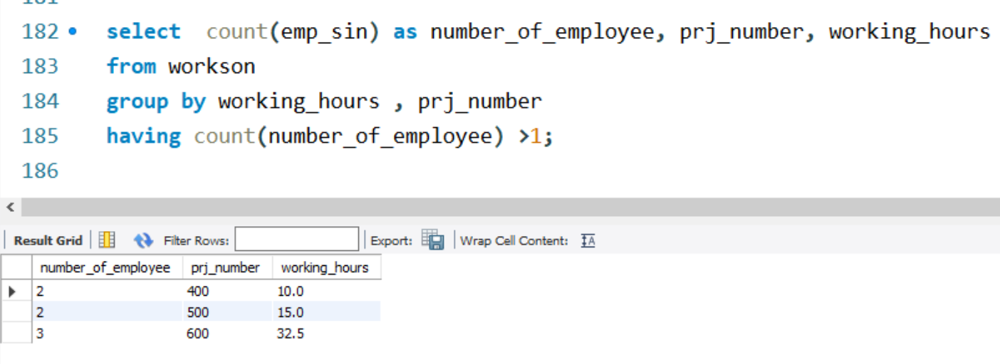 182 select count(emp_sin) as number_of_employee, prj_number, working_hours
183 from workson
184 group by working_hours , prj_number
185 having count(number_of_employee) >1;
186
Result Grid Filter Rows: Export: Wrap Cell Content:
number_of_employee prj_number working_hours
2 400 10.0
2 500 15.0
3 600 32.5